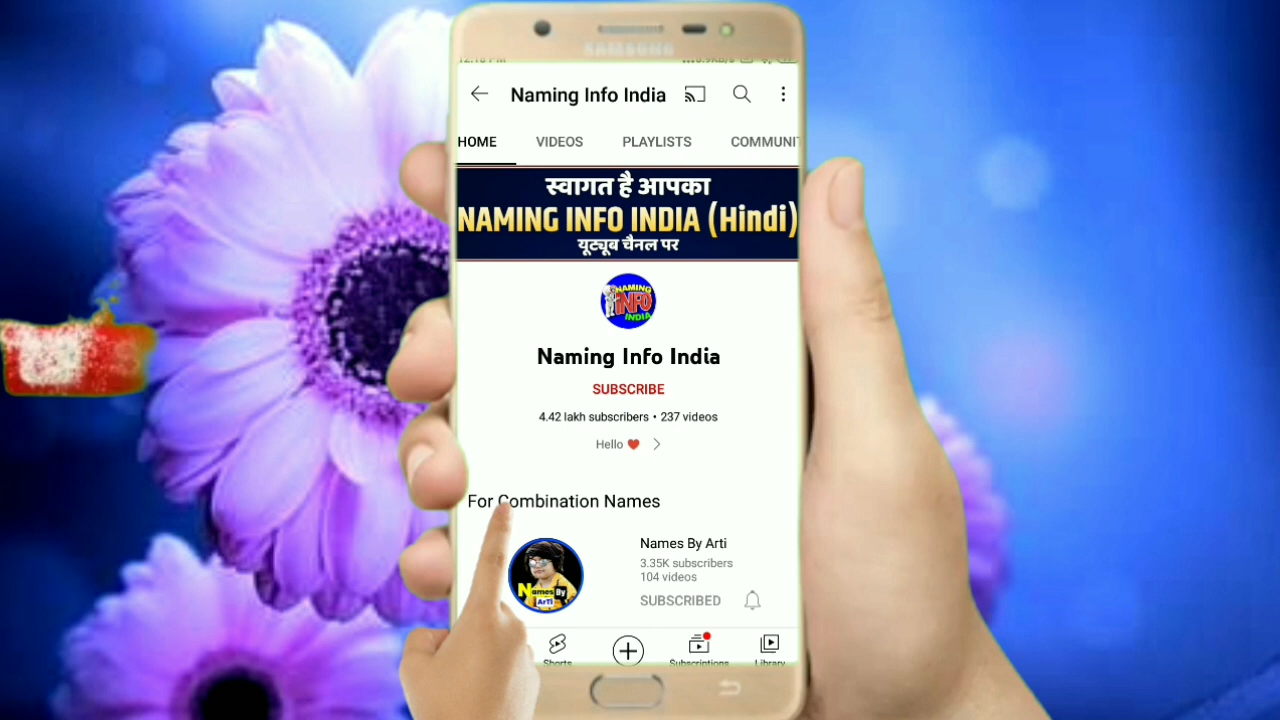 SAMSUNG
Naming Info India
HOME VIDEOS PLAYLISTS COMMUNIT
स्वागत है आपका
NAMING INFO INDIA (Hindi)
यूट्यूब चैनल पर
NAMING
INFO
INDIA
Naming Info India
SUBSCRIBE
4.42 lakh subscribers • 237 videos
Hello ❤️
For Combination Names
Names By Arti
3.35K subscribers
104 videos
SUBSCRIBED
Names By
ArTi
Shorts Subscriptions Library